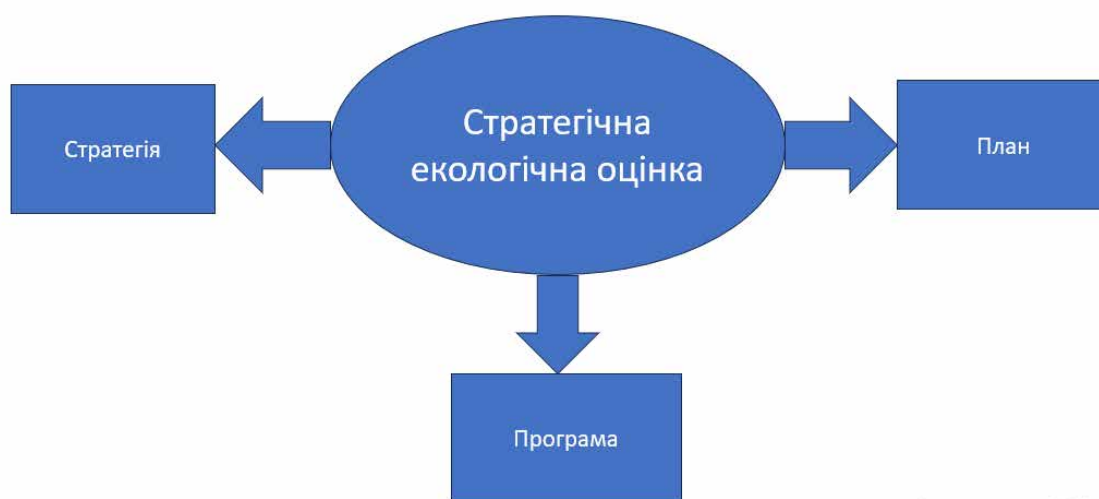 Стратегічна
екологічна оцінка
Стратегія
План
Програма